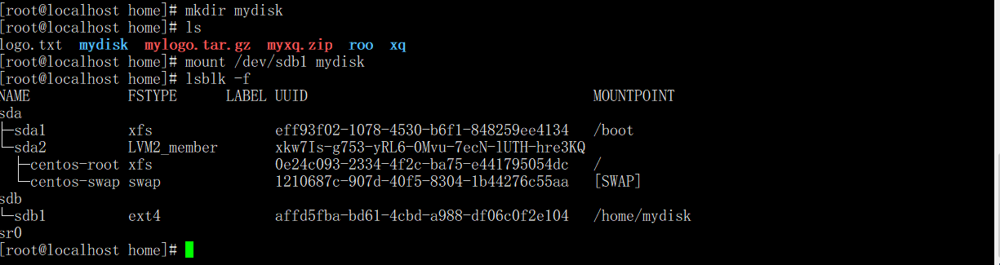 [root@localhost home]# mkdir mydisk
[root@localhost home]# ls
logo.txt  mydisk  mylogo.tar.gz  myxq.zip  roo  xq
[root@localhost home]# mount /dev/sdb1 mydisk
[root@localhost home]# lsblk -f
NAME            FSTYPE      LABEL UUID                                   MOUNTPOINT
sda
├─sda1          xfs               eff93f02-1078-4530-b6f1-848259ee4134   /boot
└─sda2          LVM2_member       xkw7Is-g753-yRL6-0Mvu-7ecN-lUTH-hre3KQ
  ├─centos-root xfs               0e24c093-2334-4f2c-ba75-e441795054dc   /
  └─centos-swap swap              1210687c-907d-40f5-8304-1b44276c55aa   [SWAP]
sdb
└─sdb1          ext4              affd5fba-bd61-4cbd-a988-df06c0f2e104   /home/mydisk
sr0
[root@localhost home]#